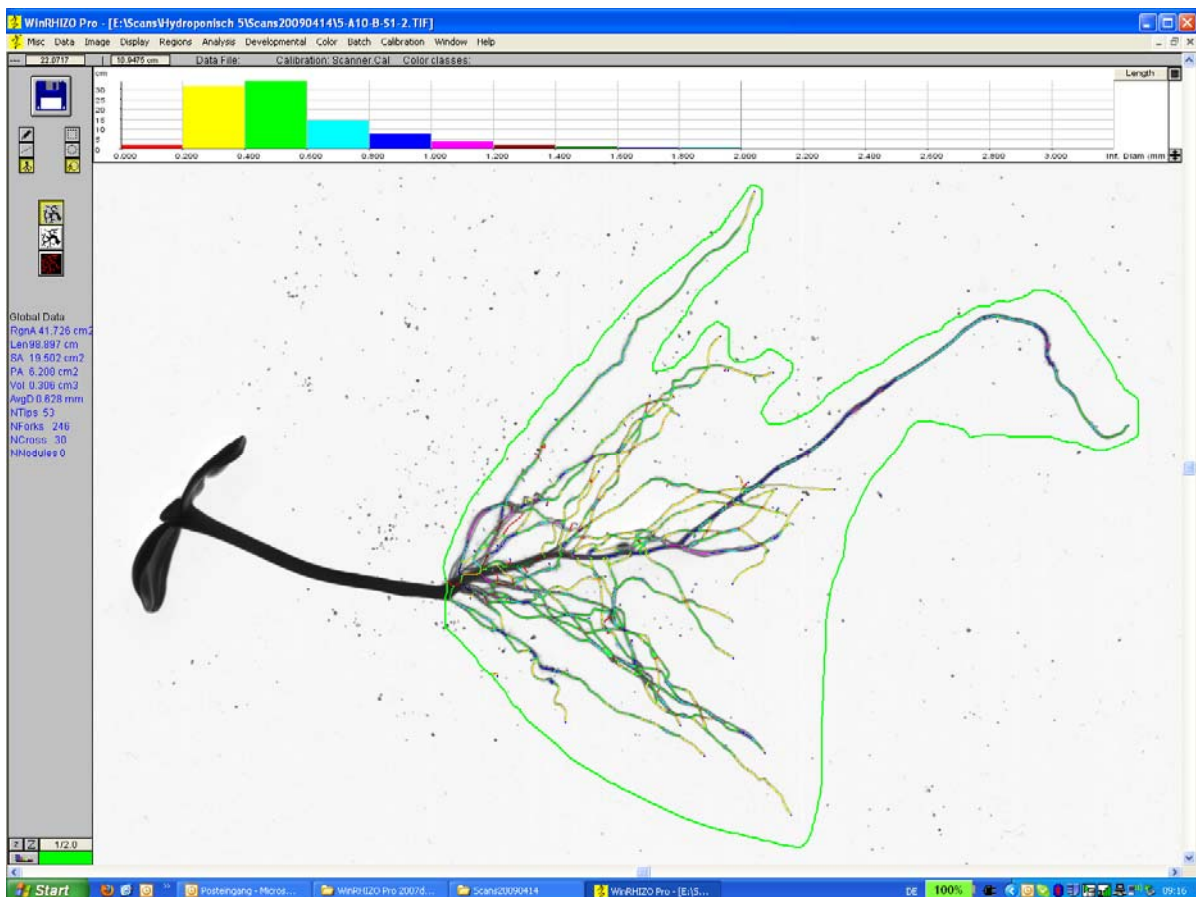 WinRHIZO Pro - [E:\Scans\Hydroponisch 5\Scans20090414\5-A10-B-S1-2.TIF]
Misc Data Image Display Regions Analysis Developmental Color Batch Calibration Window Help
22.0717 10.9475 cm Data File: Calibration: Scanner.Cal Color classes:
cm
Length
30
25
20
15
10
5
0
0.000 0.200 0.400 0.600 0.800 1.000 1.200 1.400 1.600 1.800 2.000 2.200 2.400 2.600 2.800 3.000 Inf. Diam (mm
Global Data
RgnA 41.726 cm2
Len 98.897 cm
SA 19.502 cm2
PA 6.208 cm2
Vol 0.306 cm3
AvgD 0.628 mm
NTips 53
NForks 246
NCross 30
NNodules 0
z Z 1/2.0
Start Posteingang - Micros... WinRHIZO Pro 2007d... Scans20090414 WinRHIZO Pro - [E:\S... DE 100% 09:16